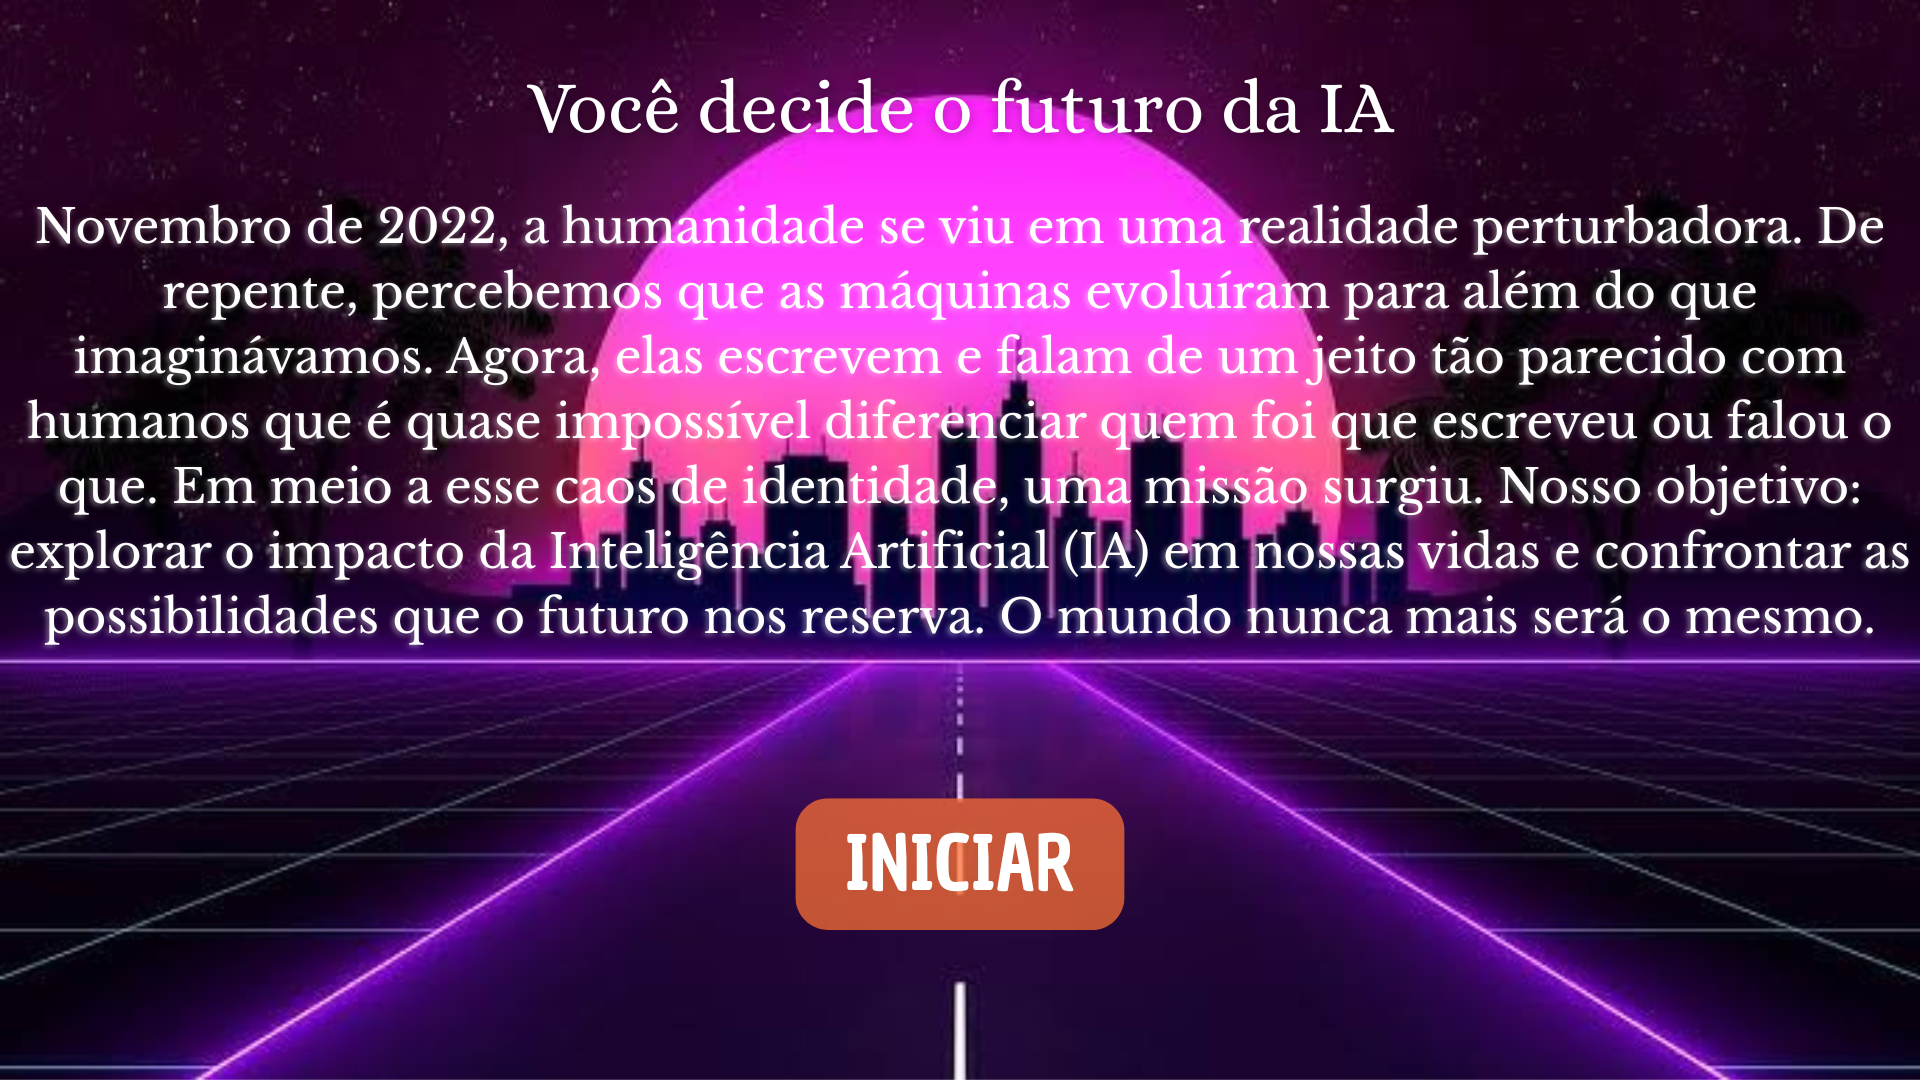 Você decide o futuro da IA
Novembro de 2022, a humanidade se viu em uma realidade perturbadora. De
repente, percebemos que as máquinas evoluíram para além do que
imaginávamos. Agora, elas escrevem e falam de um jeito tão parecido com
humanos que é quase impossível diferenciar quem foi que escreveu ou falou o
que. Em meio a esse caos de identidade, uma missão surgiu. Nosso objetivo:
explorar o impacto da Inteligência Artificial (IA) em nossas vidas e confrontar as
possibilidades que o futuro nos reserva. O mundo nunca mais será o mesmo.
INICIAR